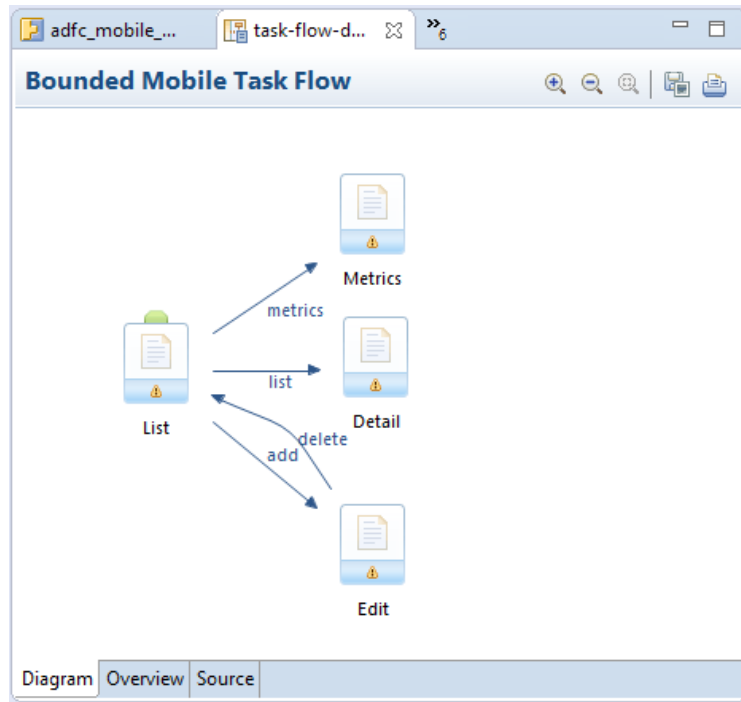 adfc_mobile_...
task-flow-d...
»6
Bounded Mobile Task Flow
Metrics
metrics
list
List
Detail
delete
add
Edit
Diagram
Overview
Source